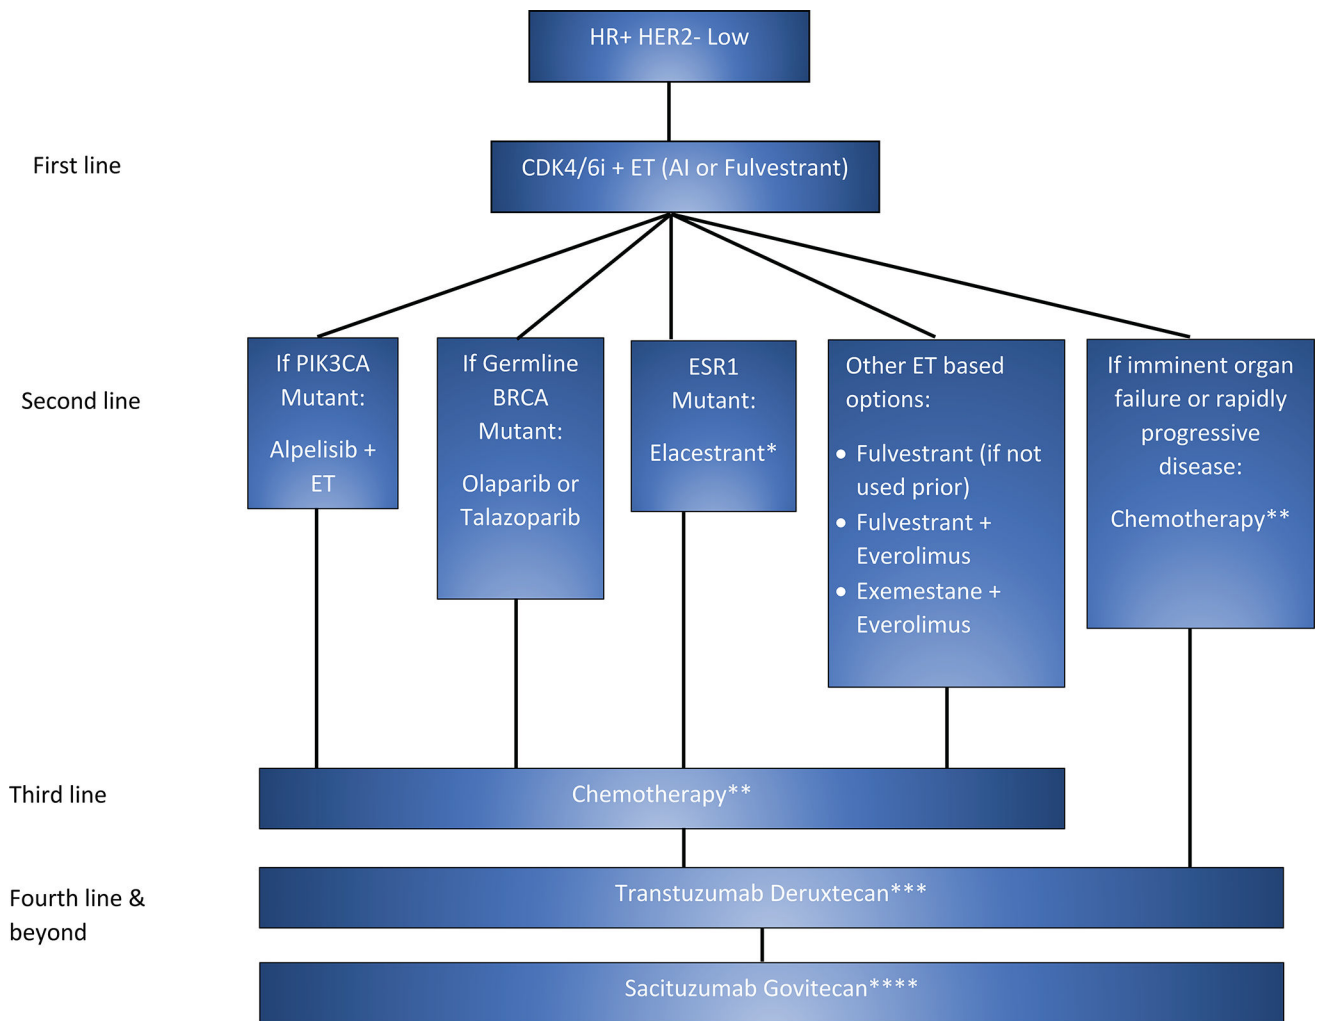 HR+ HER2- Low
First line
CDK4/6i + ET (AI or Fulvestrant)
Second line
If PIK3CA
Mutant:
Alpelisib +
ET
If Germline
BRCA
Mutant:
Olaparib or
Talazoparib
ESR1
Mutant:
Elacestrant*
Other ET based
options:
• Fulvestrant (if not
used prior)
• Fulvestrant +
Everolimus
• Exemestane +
Everolimus
If imminent organ
failure or rapidly
progressive
disease:
Chemotherapy**
Third line
Chemotherapy**
Fourth line &
beyond
Transtuzumab Deruxtecan***
Sacituzumab Govitecan****